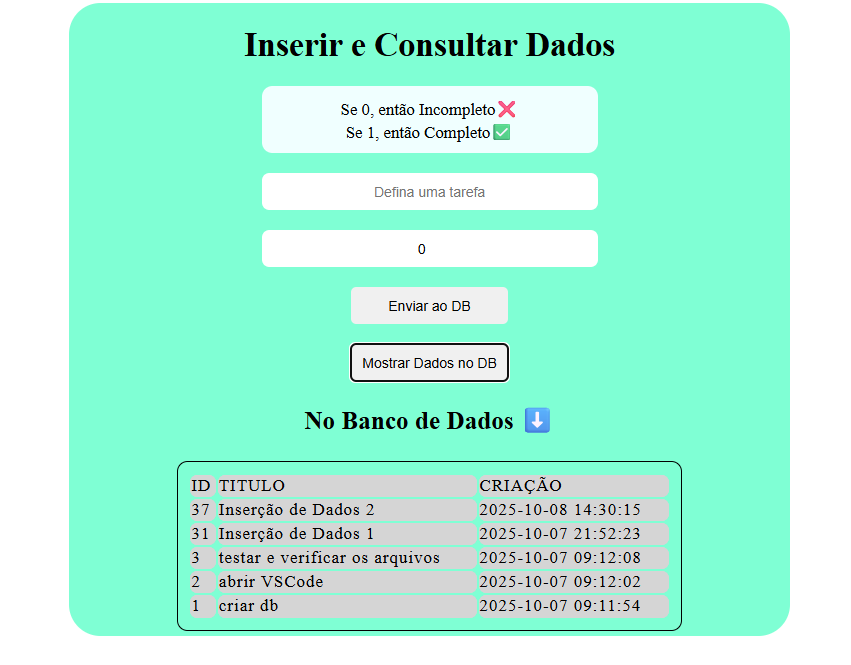 Inserir e Consultar Dados
Se 0, então Incompleto❌
Se 1, então Completo✅
Defina uma tarefa
0
Enviar ao DB
Mostrar Dados no DB
No Banco de Dados ⬇️
ID TITULO CRIAÇÃO
37 Inserção de Dados 2 2025-10-08 14:30:15
31 Inserção de Dados 1 2025-10-07 21:52:23
3 testar e verificar os arquivos 2025-10-07 09:12:08
2 abrir VSCode 2025-10-07 09:12:02
1 criar db 2025-10-07 09:11:54